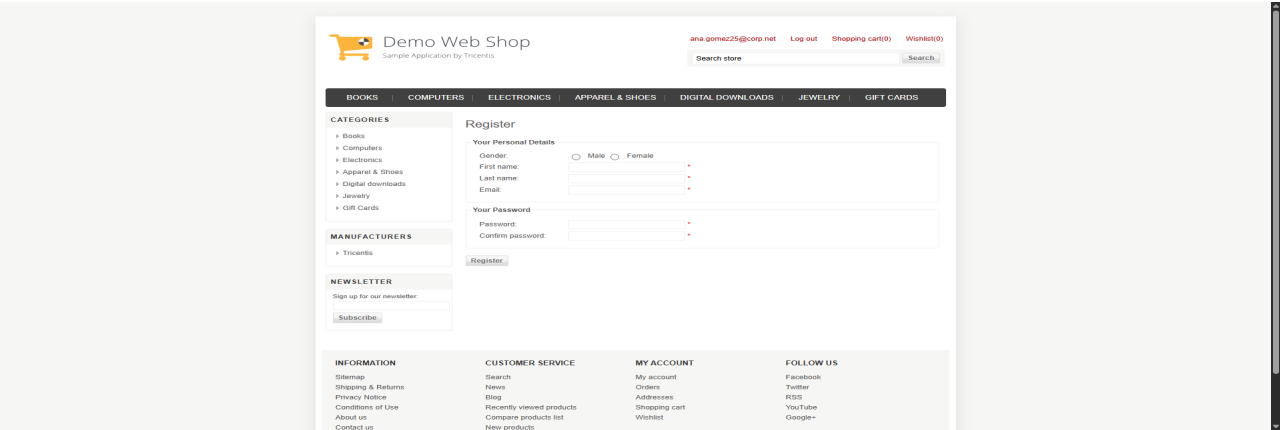 Demo Web Shop
Sample Application by Tricentis
ana.gomez25@corp.net Log out Shopping cart(0) Wishlist(0)
Search store Search
BOOKS | COMPUTERS | ELECTRONICS | APPAREL & SHOES | DIGITAL DOWNLOADS | JEWELRY | GIFT CARDS
CATEGORIES
Books
Computers
Electronics
Apparel & Shoes
Digital downloads
Jewelry
Gift Cards
MANUFACTURERS
Tricentis
NEWSLETTER
Sign up for our newsletter:
Subscribe
Register
Your Personal Details
Gender: Male Female
First name: *
Last name: *
Email: *
Your Password
Password: *
Confirm password: *
Register
INFORMATION
Sitemap
Shipping & Returns
Privacy Notice
Conditions of Use
About us
Contact us
CUSTOMER SERVICE
Search
News
Blog
Recently viewed products
Compare products list
New products
MY ACCOUNT
My account
Orders
Addresses
Shopping cart
Wishlist
FOLLOW US
Facebook
Twitter
RSS
YouTube
Google+